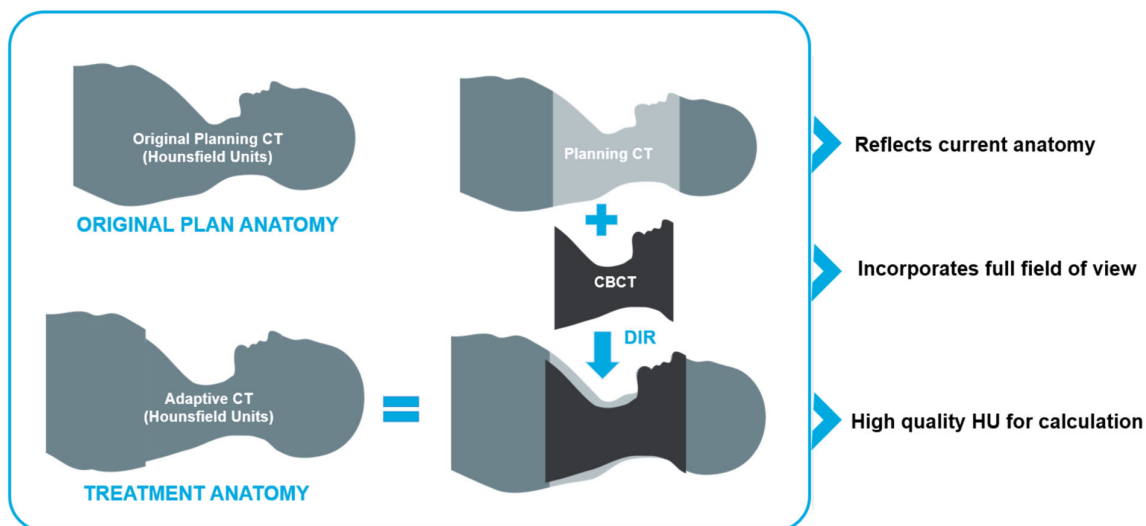 Original Planning CT
(Hounsfield Units)
ORIGINAL PLAN ANATOMY
Planning CT
+
CBCT
DIR
Adaptive CT
(Hounsfield Units)
=
TREATMENT ANATOMY
Reflects current anatomy
Incorporates full field of view
High quality HU for calculation